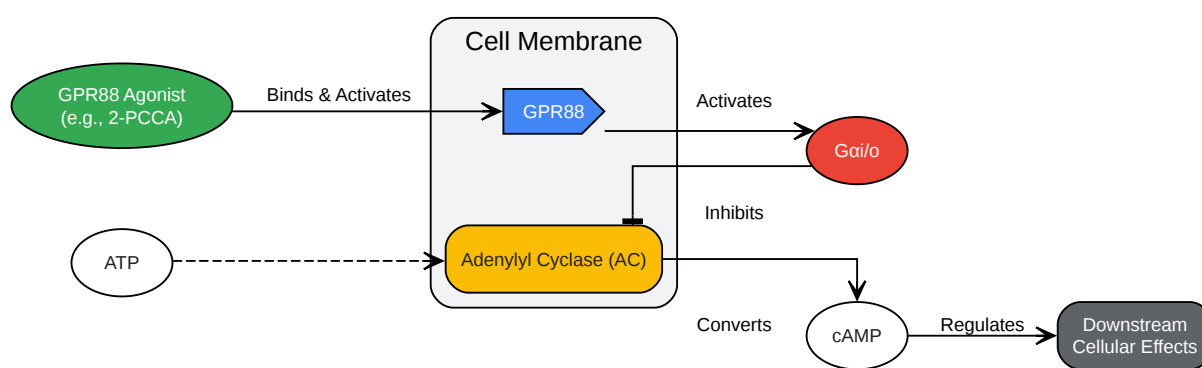 Cell Membrane
GPR88 Agonist
(e.g., 2-PCCA)
Binds & Activates
GPR88
Activates
Gαi/o
Inhibits
ATP
Adenylyl Cyclase (AC)
Converts
cAMP
Regulates
Downstream
Cellular Effects